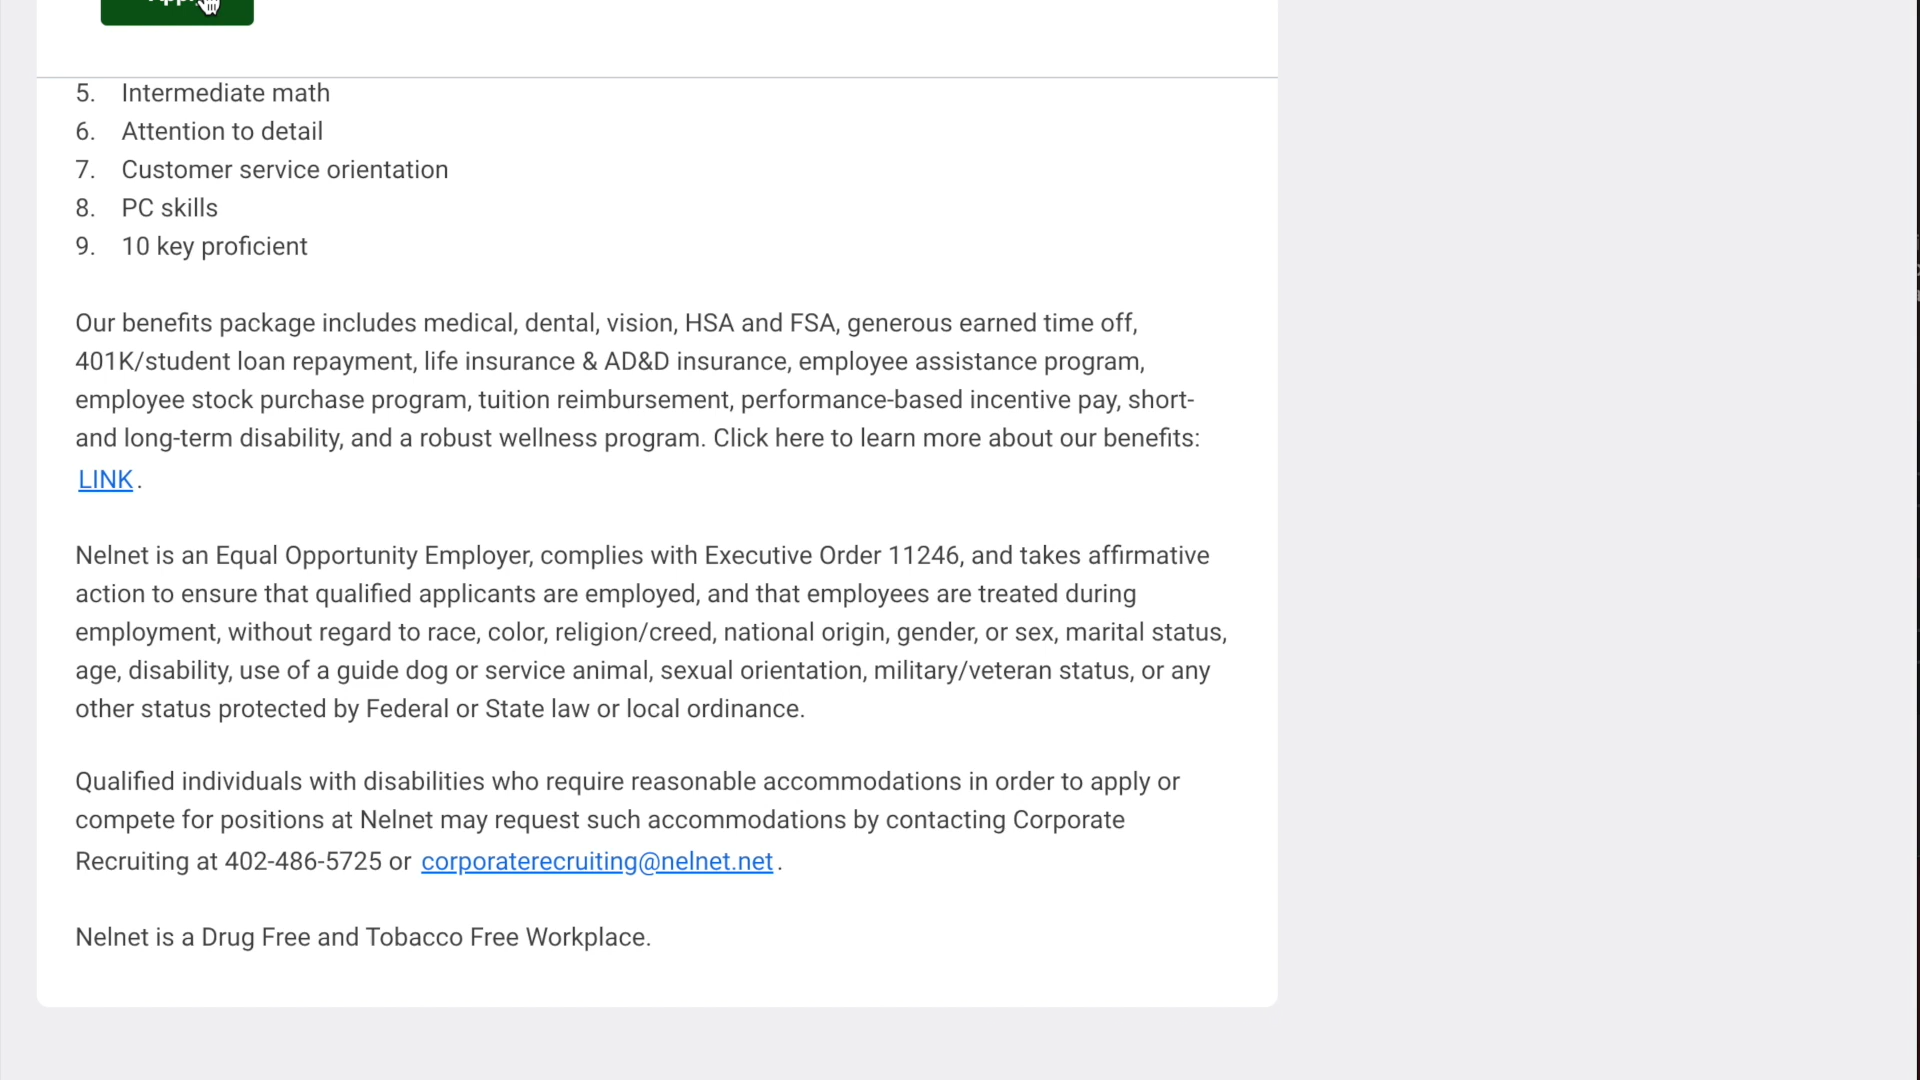 5. Intermediate math
6. Attention to detail
7. Customer service orientation
8. PC skills
9. 10 key proficient
Our benefits package includes medical, dental, vision, HSA and FSA, generous earned time off,
401K/student loan repayment, life insurance & AD&D insurance, employee assistance program,
employee stock purchase program, tuition reimbursement, performance-based incentive pay, short-
and long-term disability, and a robust wellness program. Click here to learn more about our benefits:
LINK.
Nelnet is an Equal Opportunity Employer, complies with Executive Order 11246, and takes affirmative
action to ensure that qualified applicants are employed, and that employees are treated during
employment, without regard to race, color, religion/creed, national origin, gender, or sex, marital status,
age, disability, use of a guide dog or service animal, sexual orientation, military/veteran status, or any
other status protected by Federal or State law or local ordinance.
Qualified individuals with disabilities who require reasonable accommodations in order to apply or
compete for positions at Nelnet may request such accommodations by contacting Corporate
Recruiting at 402-486-5725 or corporaterecruiting@nelnet.net.
Nelnet is a Drug Free and Tobacco Free Workplace.